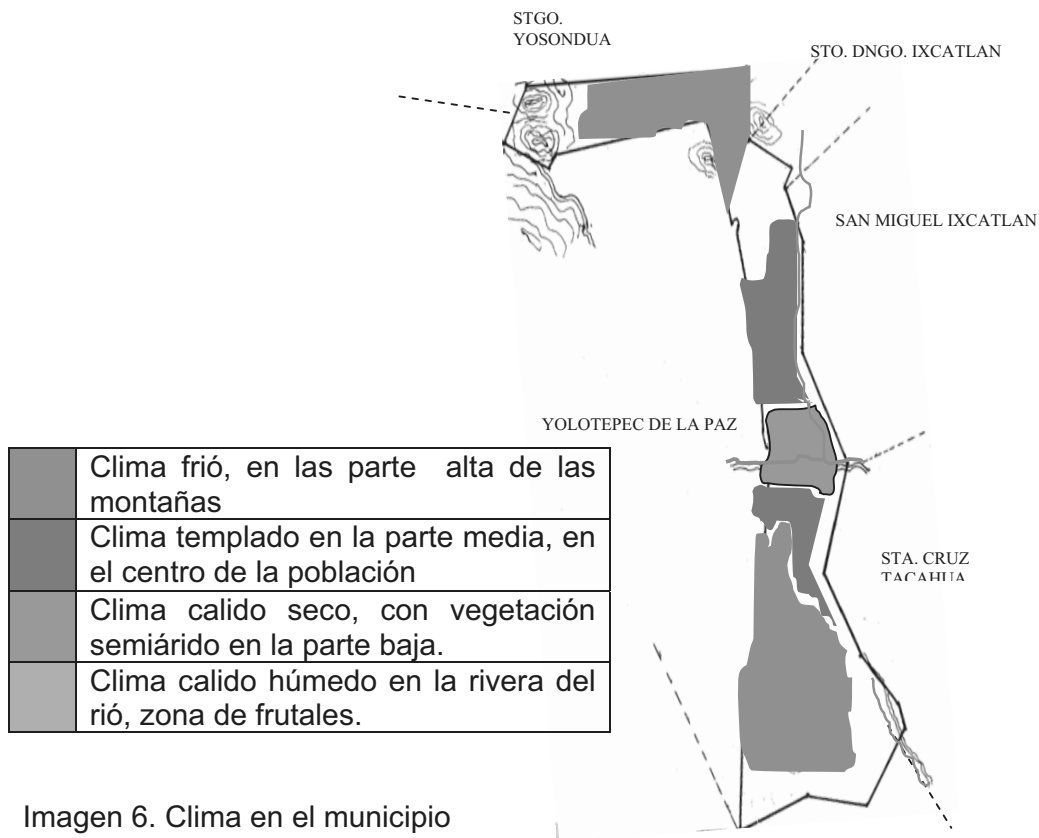 STGO.
YOSONDUA
STO. DNGO. IXCATLAN
SAN MIGUEL IXCATLAN
YOLOTEPEC DE LA PAZ
Clima frió, en las parte alta de las
montañas
Clima templado en la parte media, en
el centro de la población
Clima calido seco, con vegetación
semiárido en la parte baja.
Clima calido húmedo en la rivera del
rió, zona de frutales.
STA. CRUZ
TACAHUA
Imagen 6. Clima en el municipio